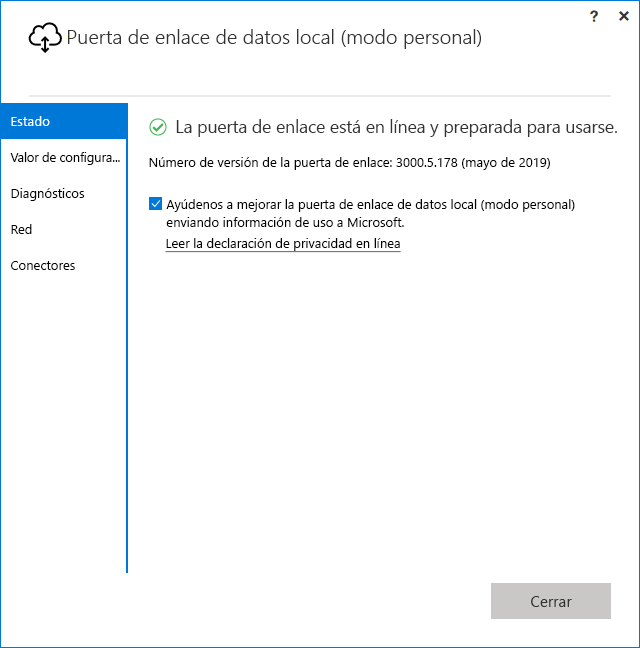 ? ×
Puerta de enlace de datos local (modo personal)
Estado
Valor de configura...
Diagnósticos
Red
Conectores
La puerta de enlace está en línea y preparada para usarse.
Número de versión de la puerta de enlace: 3000.5.178 (mayo de 2019)
Ayúdenos a mejorar la puerta de enlace de datos local (modo personal)
enviando información de uso a Microsoft.
Leer la declaración de privacidad en línea
Cerrar